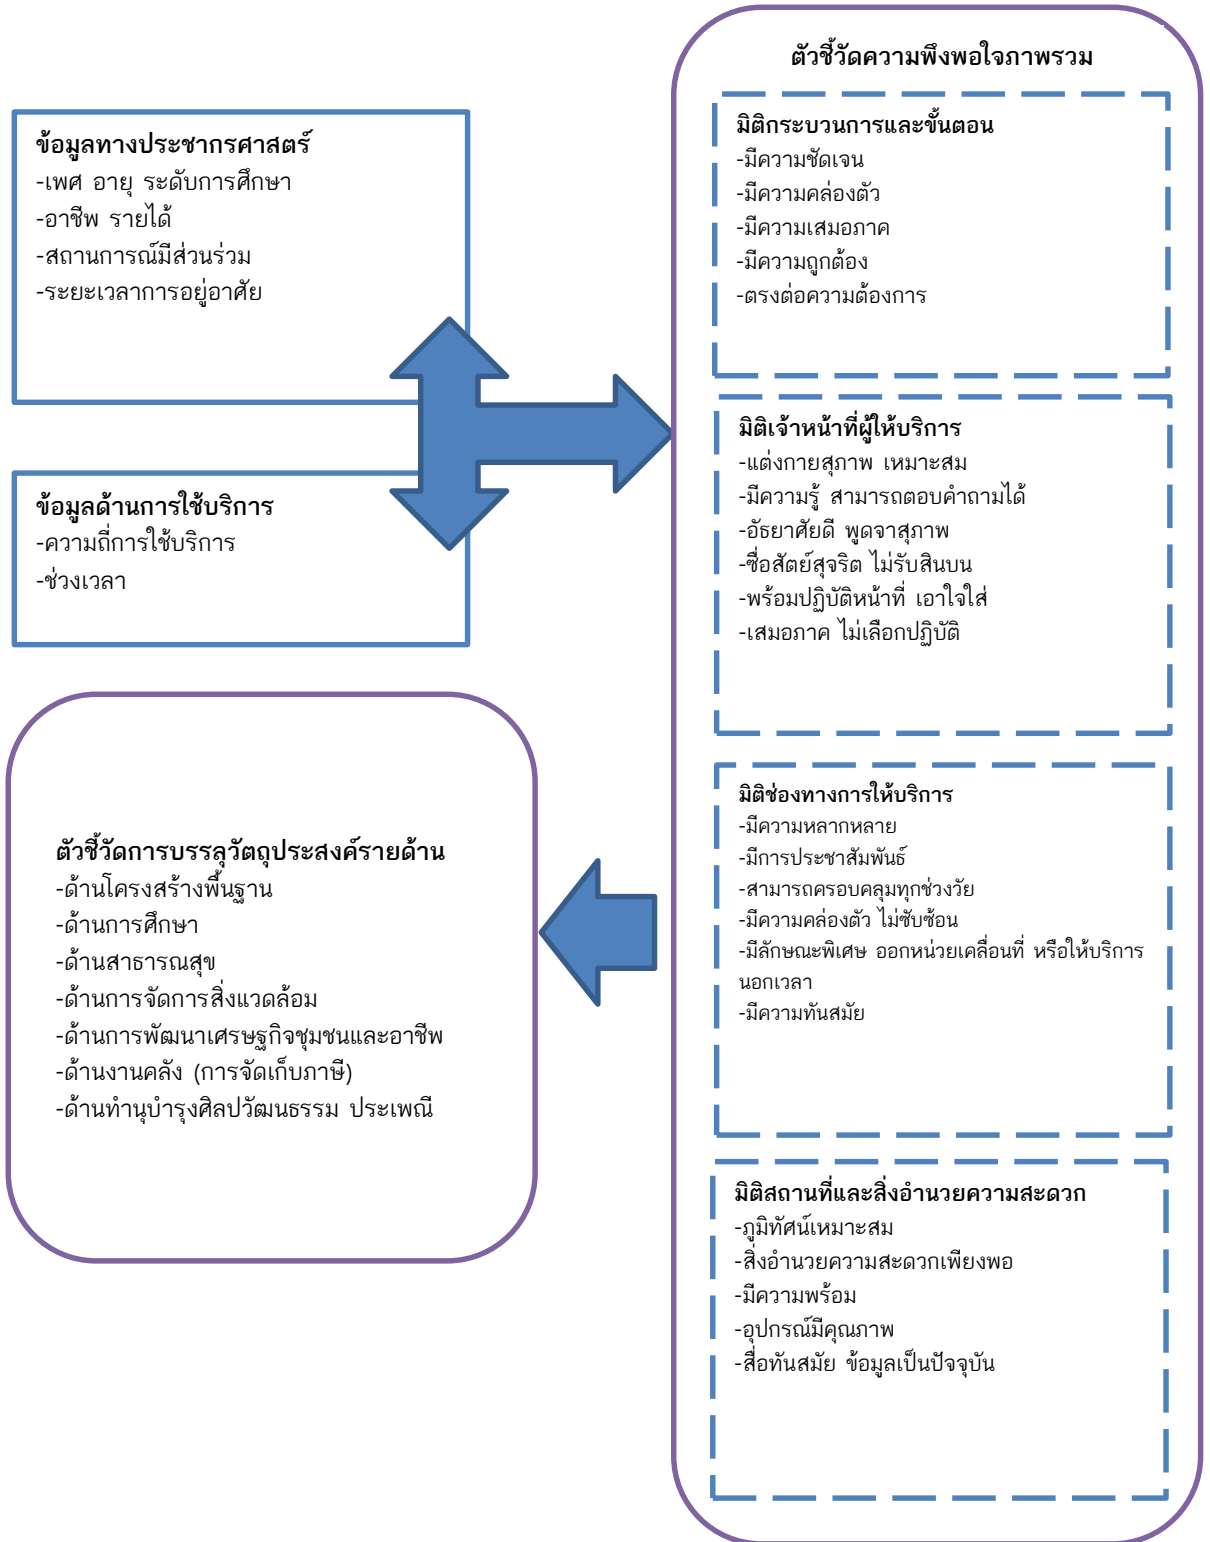 ข้อมูลทางประชากรศาสตร์
-เพศ อายุ ระดับการศึกษา
-อาชีพ รายได้
-สถานการณ์มีส่วนร่วม
-ระยะเวลาการอยู่อาศัย
ข้อมูลด้านการใช้บริการ
-ความถี่การใช้บริการ
-ช่วงเวลา
ตัวชี้วัดความพึงพอใจภาพรวม
มิติกระบวนการและขั้นตอน
-มีความชัดเจน
-มีความคล่องตัว
-มีความเสมอภาค
-มีความถูกต้อง
-ตรงต่อความต้องการ
มิติเจ้าหน้าที่ผู้ให้บริการ
-แต่งกายสุภาพ เหมาะสม
-มีความรู้ สามารถตอบคำถามได้
-อัธยาศัยดี พูดจาสุภาพ
-ซื่อสัตย์สุจริต ไม่รับสินบน
-พร้อมปฏิบัติหน้าที่ เอาใจใส่
-เสมอภาค ไม่เลือกปฏิบัติ
มิติช่องทางการให้บริการ
-มีความหลากหลาย
-มีการประชาสัมพันธ์
-สามารถครอบคลุมทุกช่วงวัย
-มีความคล่องตัว ไม่ซับซ้อน
-มีลักษณะพิเศษ ออกหน่วยเคลื่อนที่ หรือให้บริการ
นอกเวลา
-มีความทันสมัย
มิติสถานที่และสิ่งอำนวยความสะดวก
-ภูมิทัศน์เหมาะสม
-สิ่งอำนวยความสะดวกเพียงพอ
-มีความพร้อม
-อุปกรณ์มีคุณภาพ
-สื่อทันสมัย ข้อมูลเป็นปัจจุบัน
ตัวชี้วัดการบรรลุวัตถุประสงค์รายด้าน
-ด้านโครงสร้างพื้นฐาน
-ด้านการศึกษา
-ด้านสาธารณสุข
-ด้านการจัดการสิ่งแวดล้อม
-ด้านการพัฒนาเศรษฐกิจชุมชนและอาชีพ
-ด้านงานคลัง (การจัดเก็บภาษี)
-ด้านทำนุบำรุงศิลปวัฒนธรรม ประเพณี